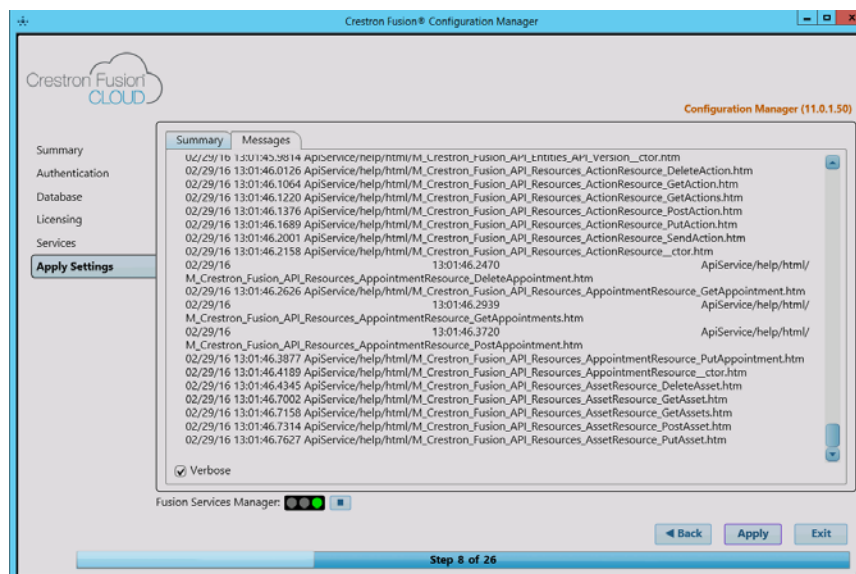 Crestron Fusion® Configuration Manager
Crestron Fusion
CLOUD
Configuration Manager (11.0.1.50)
Summary
Authentication
Database
Licensing
Services
Apply Settings
Summary Messages
02/29/16 13:01:45.9814 ApiService/help/html/M_Crestron_Fusion_API_Entities_API_Version__ctor.htm
02/29/16 13:01:46.0126 ApiService/help/html/M_Crestron_Fusion_API_Resources_ActionResource_DeleteAction.htm
02/29/16 13:01:46.1064 ApiService/help/html/M_Crestron_Fusion_API_Resources_ActionResource_GetAction.htm
02/29/16 13:01:46.1220 ApiService/help/html/M_Crestron_Fusion_API_Resources_ActionResource_GetActions.htm
02/29/16 13:01:46.1376 ApiService/help/html/M_Crestron_Fusion_API_Resources_ActionResource_PostAction.htm
02/29/16 13:01:46.1689 ApiService/help/html/M_Crestron_Fusion_API_Resources_ActionResource_PutAction.htm
02/29/16 13:01:46.2001 ApiService/help/html/M_Crestron_Fusion_API_Resources_ActionResource_SendAction.htm
02/29/16 13:01:46.2158 ApiService/help/html/M_Crestron_Fusion_API_Resources_ActionResource__ctor.htm
02/29/16 13:01:46.2470 ApiService/help/html/
M_Crestron_Fusion_API_Resources_AppointmentResource_DeleteAppointment.htm
02/29/16 13:01:46.2626 ApiService/help/html/M_Crestron_Fusion_API_Resources_AppointmentResource_GetAppointment.htm
02/29/16 13:01:46.2939 ApiService/help/html/
M_Crestron_Fusion_API_Resources_AppointmentResource_GetAppointments.htm
02/29/16 13:01:46.3720 ApiService/help/html/
M_Crestron_Fusion_API_Resources_AppointmentResource_PostAppointment.htm
02/29/16 13:01:46.3877 ApiService/help/html/M_Crestron_Fusion_API_Resources_AppointmentResource_PutAppointment.htm
02/29/16 13:01:46.4189 ApiService/help/html/M_Crestron_Fusion_API_Resources_AppointmentResource__ctor.htm
02/29/16 13:01:46.4345 ApiService/help/html/M_Crestron_Fusion_API_Resources_AssetResource_DeleteAsset.htm
02/29/16 13:01:46.7002 ApiService/help/html/M_Crestron_Fusion_API_Resources_AssetResource_GetAsset.htm
02/29/16 13:01:46.7158 ApiService/help/html/M_Crestron_Fusion_API_Resources_AssetResource_GetAssets.htm
02/29/16 13:01:46.7314 ApiService/help/html/M_Crestron_Fusion_API_Resources_AssetResource_PostAsset.htm
02/29/16 13:01:46.7627 ApiService/help/html/M_Crestron_Fusion_API_Resources_AssetResource_PutAsset.htm
Verbose
Fusion Services Manager:
Back Apply Exit
Step 8 of 26